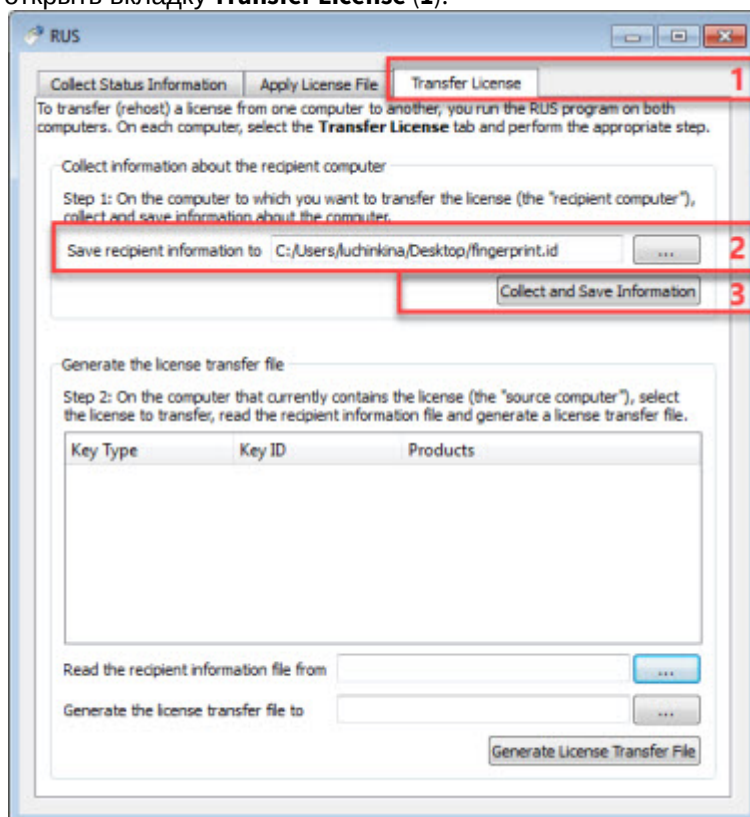 открыть вкладку Transfer License (1).
RUS
Collect Status Information
Apply License File
Transfer License
1
To transfer (rehost) a license from one computer to another, you run the RUS program on both
computers. On each computer, select the Transfer License tab and perform the appropriate step.
Collect information about the recipient computer
Step 1: On the computer to which you want to transfer the license (the "recipient computer"),
collect and save information about the computer.
Save recipient information to C:/Users/luchinkina/Desktop/fingerprint.id ... 2
Collect and Save Information 3
Generate the license transfer file
Step 2: On the computer that currently contains the license (the "source computer"), select
the license to transfer, read the recipient information file and generate a license transfer file.
Key Type Key ID Products
Read the recipient information file from ...
Generate the license transfer file to ...
Generate License Transfer File